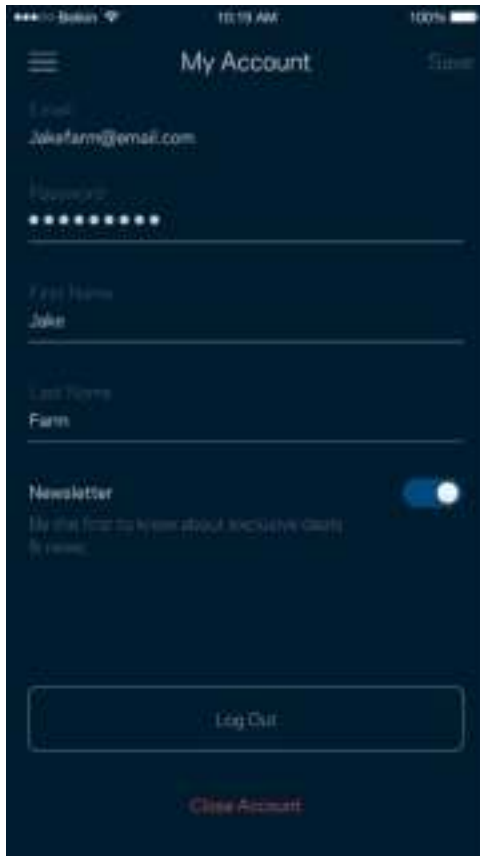 Belkin 10:19 AM 100%
My Account Save
Email
Jakefarm@email.com
Password
•••••••••
First Name
Jake
Last Name
Farm
Newsletter
Be the first to know about exclusive deals
& news.
Log Out
Close Account